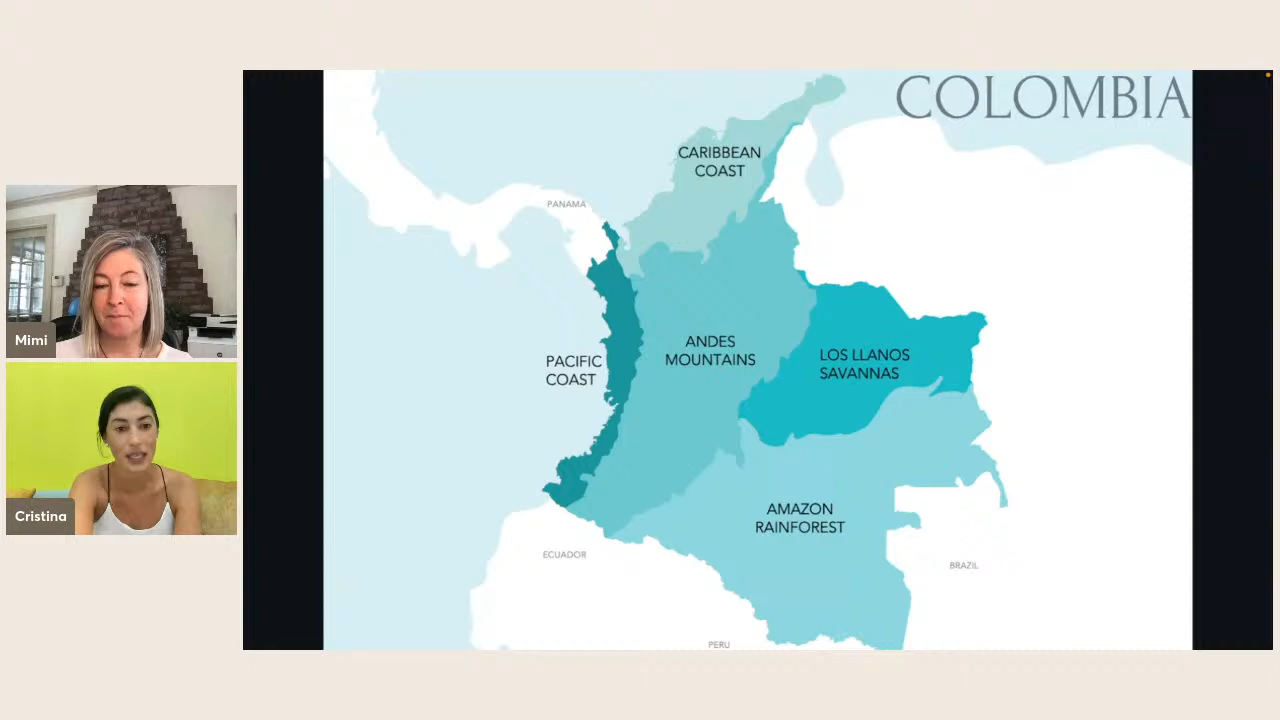 COLOMBIA
CARIBBEAN
COAST
PANAMA
ANDES
MOUNTAINS
PACIFIC
COAST
LOS LLANOS
SAVANNAS
AMAZON
RAINFOREST
ECUADOR
BRAZIL
PERU
Mimi
Cristina